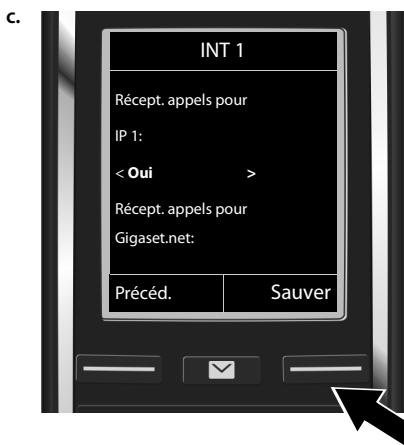 c.
INT 1
Récept. appels pour
IP 1:
< Oui >
Récept. appels pour
Gigaset.net:
Précéd. Sauver